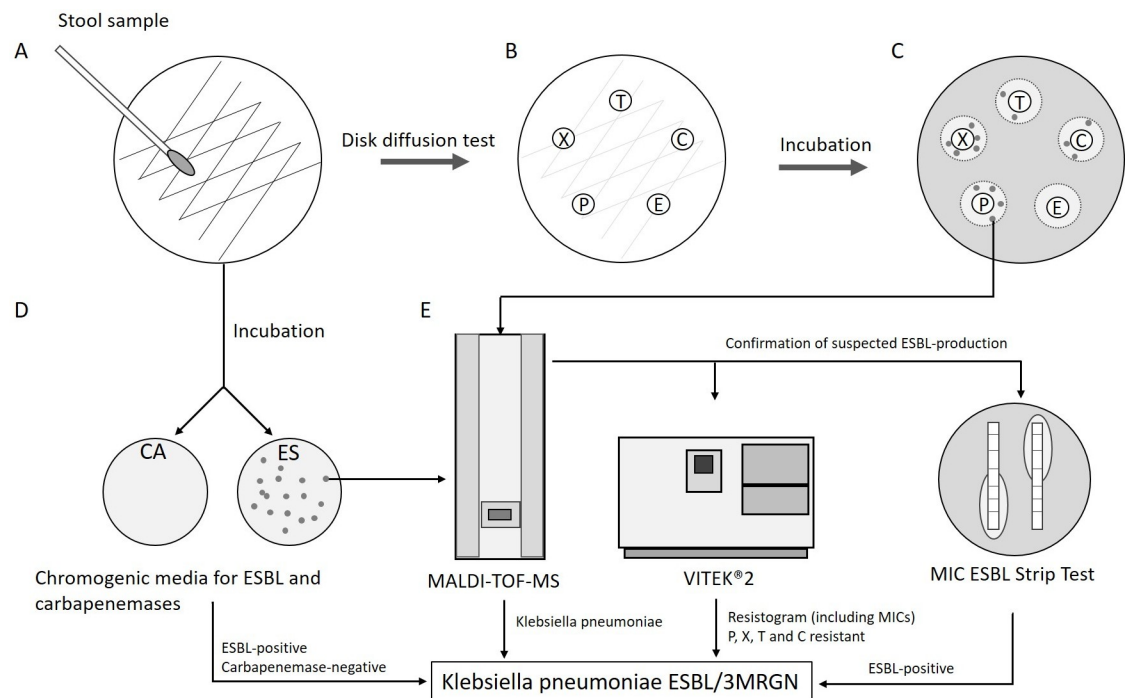 Stool sample
A
B
C
Disk diffusion test
Incubation
T
X
C
P
E
T
X
C
P
E
D
Incubation
E
Confirmation of suspected ESBL-production
CA
ES
Chromogenic media for ESBL and
carbapenemases
MALDI-TOF-MS
VITEK®2
MIC ESBL Strip Test
ESBL-positive
Carbapenemase-negative
Klebsiella pneumoniae
Resistogram (including MICs)
P, X, T and C resistant
ESBL-positive
Klebsiella pneumoniae ESBL/3MRGN